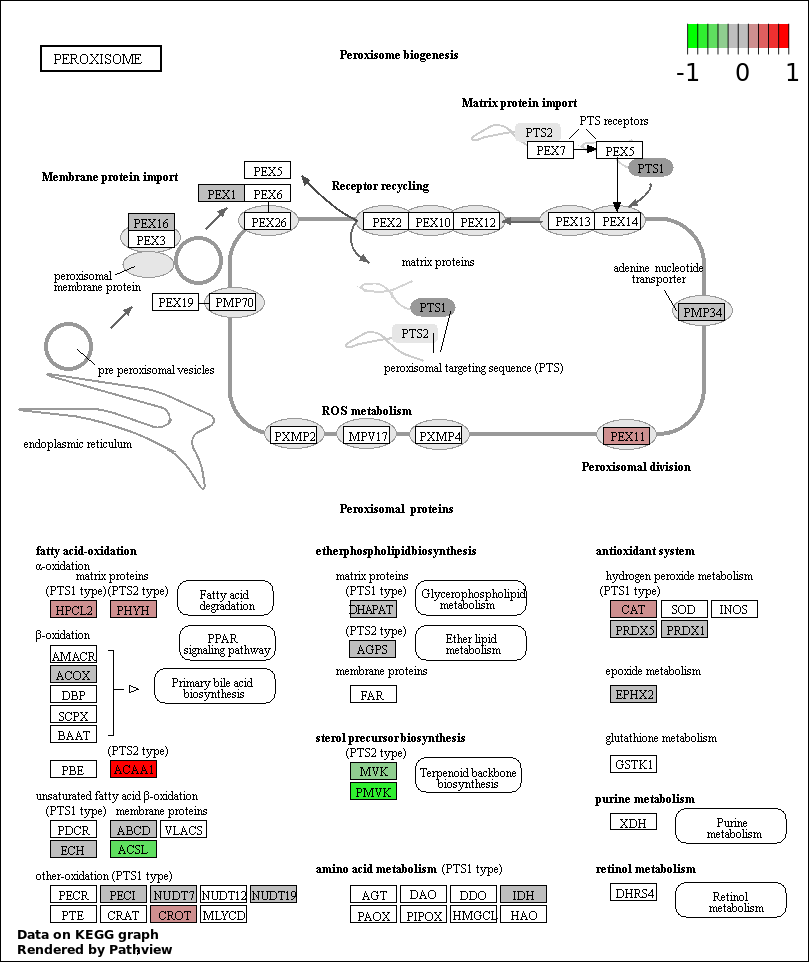 PEROXISOME
Peroxisome biogenesis
-1 0 1
Matrix protein import
PTS receptors
PTS2
PEX7
PEX5
PTS1
Membrane protein import
PEX5
PEX1
PEX6
Receptor recycling
PEX16
PEX3
PEX26
PEX2
PEX10
PEX12
PEX13
PEX14
peroxisomal
membrane protein
matrix proteins
adenine nucleotide
transporter
PEX19
PMP70
PTS1
PMP34
PTS2
pre peroxisomal vesicles
peroxisomal targeting sequence (PTS)
endoplasmic reticulum
ROS metabolism
PXMP2
MPV17
PXMP4
PEX11
Peroxisomal division
Peroxisomal proteins
fatty acid-oxidation
α-oxidation
matrix proteins
(PTS1 type) (PTS2 type)
HPCL2
PHYH
Fatty acid
degradation
β-oxidation
PPAR
signaling pathway
AMACR
ACOX
DBP
SCPX
BAAT
Primary bile acid
biosynthesis
(PTS2 type)
PBE
ACAA1
unsaturated fatty acid β-oxidation
(PTS1 type) membrane proteins
PDCR
ABCD
VLACS
ECH
ACSL
other-oxidation (PTS1 type)
PECR
PECI
NUDT7
NUDT12
NUDT19
PTE
CRAT
CROT
MLYCD
etherphospholipidbiosynthesis
matrix proteins
(PTS1 type)
DHAPAT
Glycerophospholipid
metabolism
(PTS2 type)
AGPS
Ether lipid
metabolism
membrane proteins
FAR
sterol precursorbiosynthesis
(PTS2 type)
MVK
PMVK
Terpenoid backbone
biosynthesis
amino acid metabolism (PTS1 type)
AGT
DAO
DDO
IDH
PAOX
PIPOX
HMGCL
HAO
antioxidant system
hydrogen peroxide metabolism
(PTS1 type)
CAT
SOD
INOS
PRDX5
PRDX1
epoxide metabolism
EPHX2
glutathione metabolism
GSTK1
purine metabolism
XDH
Purine
metabolism
retinol metabolism
DHRS4
Retinol
metabolism
Data on KEGG graph
Rendered by Pathview